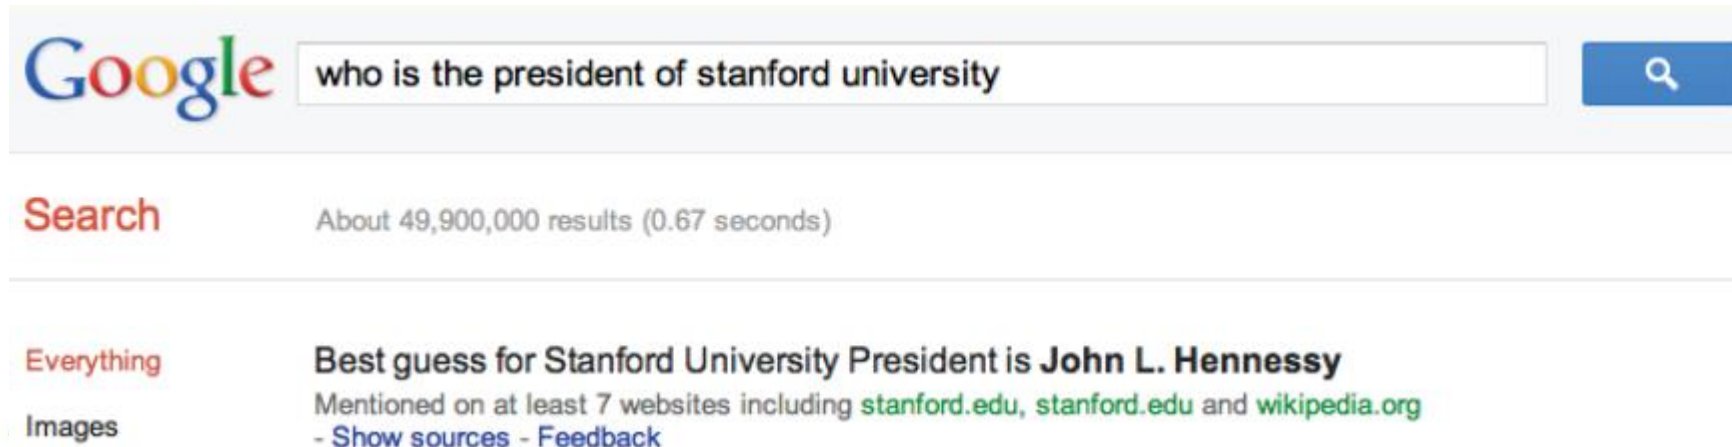 Google who is the president of stanford university
Search About 49,900,000 results (0.67 seconds)
Everything Best guess for Stanford University President is John L. Hennessy
Mentioned on at least 7 websites including stanford.edu, stanford.edu and wikipedia.org
Images - Show sources - Feedback